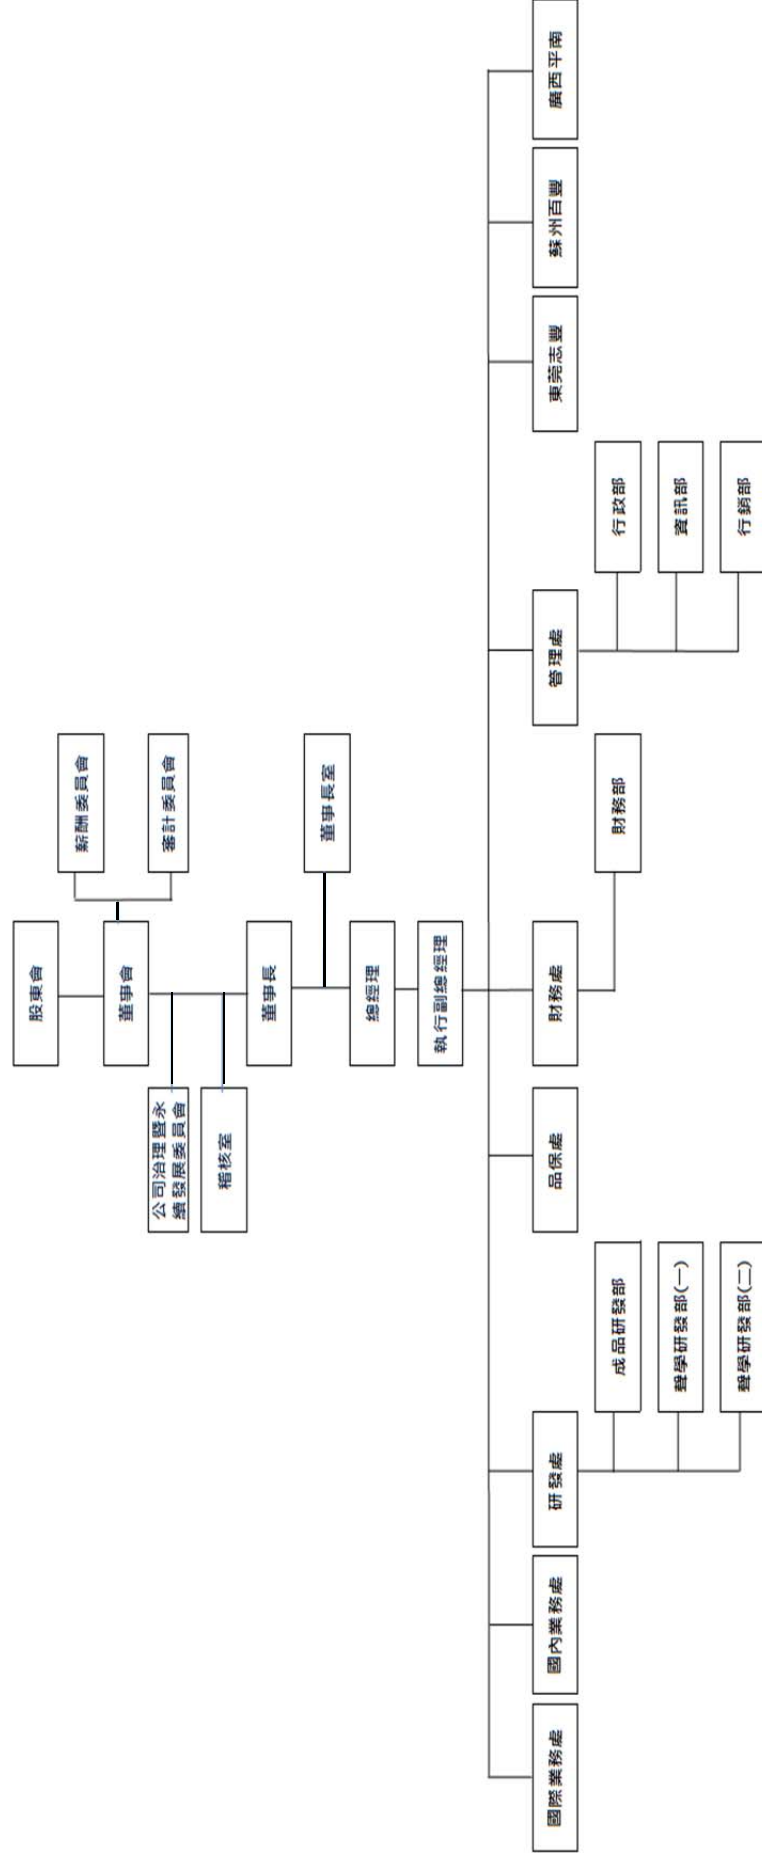 股東會
薪酬委員會
董事會
審計委員會
公司治理暨永
續發展委員會
稽核室
董事長
董事長室
總經理
執行副總經理
國際業務處
國內業務處
研發處
品保處
財務處
管理處
東莞志豐
蘇州百豐
廣西平南
成品研發部
聲學研發部(一)
聲學研發部(二)
財務部
行政部
資訊部
行銷部